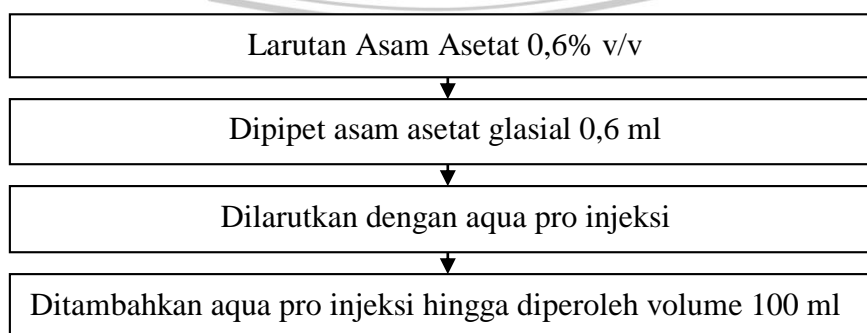 Larutan Asam Asetat 0,6% v/v
Dipipet asam asetat glasial 0,6 ml
Dilarutkan dengan aqua pro injeksi
Ditambahkan aqua pro injeksi hingga diperoleh volume 100 ml